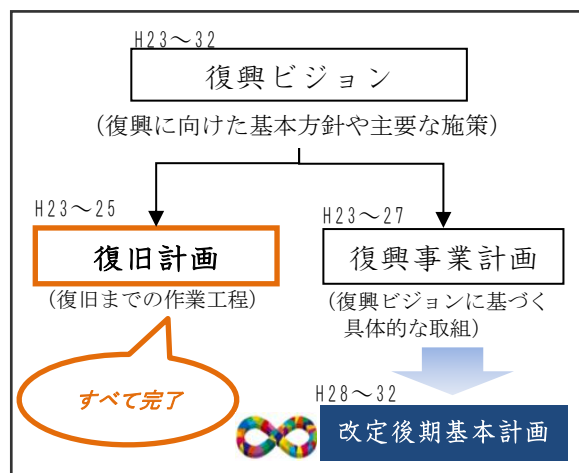 H23～32
復興ビジョン
（復興に向けた基本方針や主要な施策）
H23～25
復旧計画
（復旧までの作業工程）
すべて完了
H23～27
復興事業計画
（復興ビジョンに基づく
具体的な取組）
H28～32
改定後期基本計画